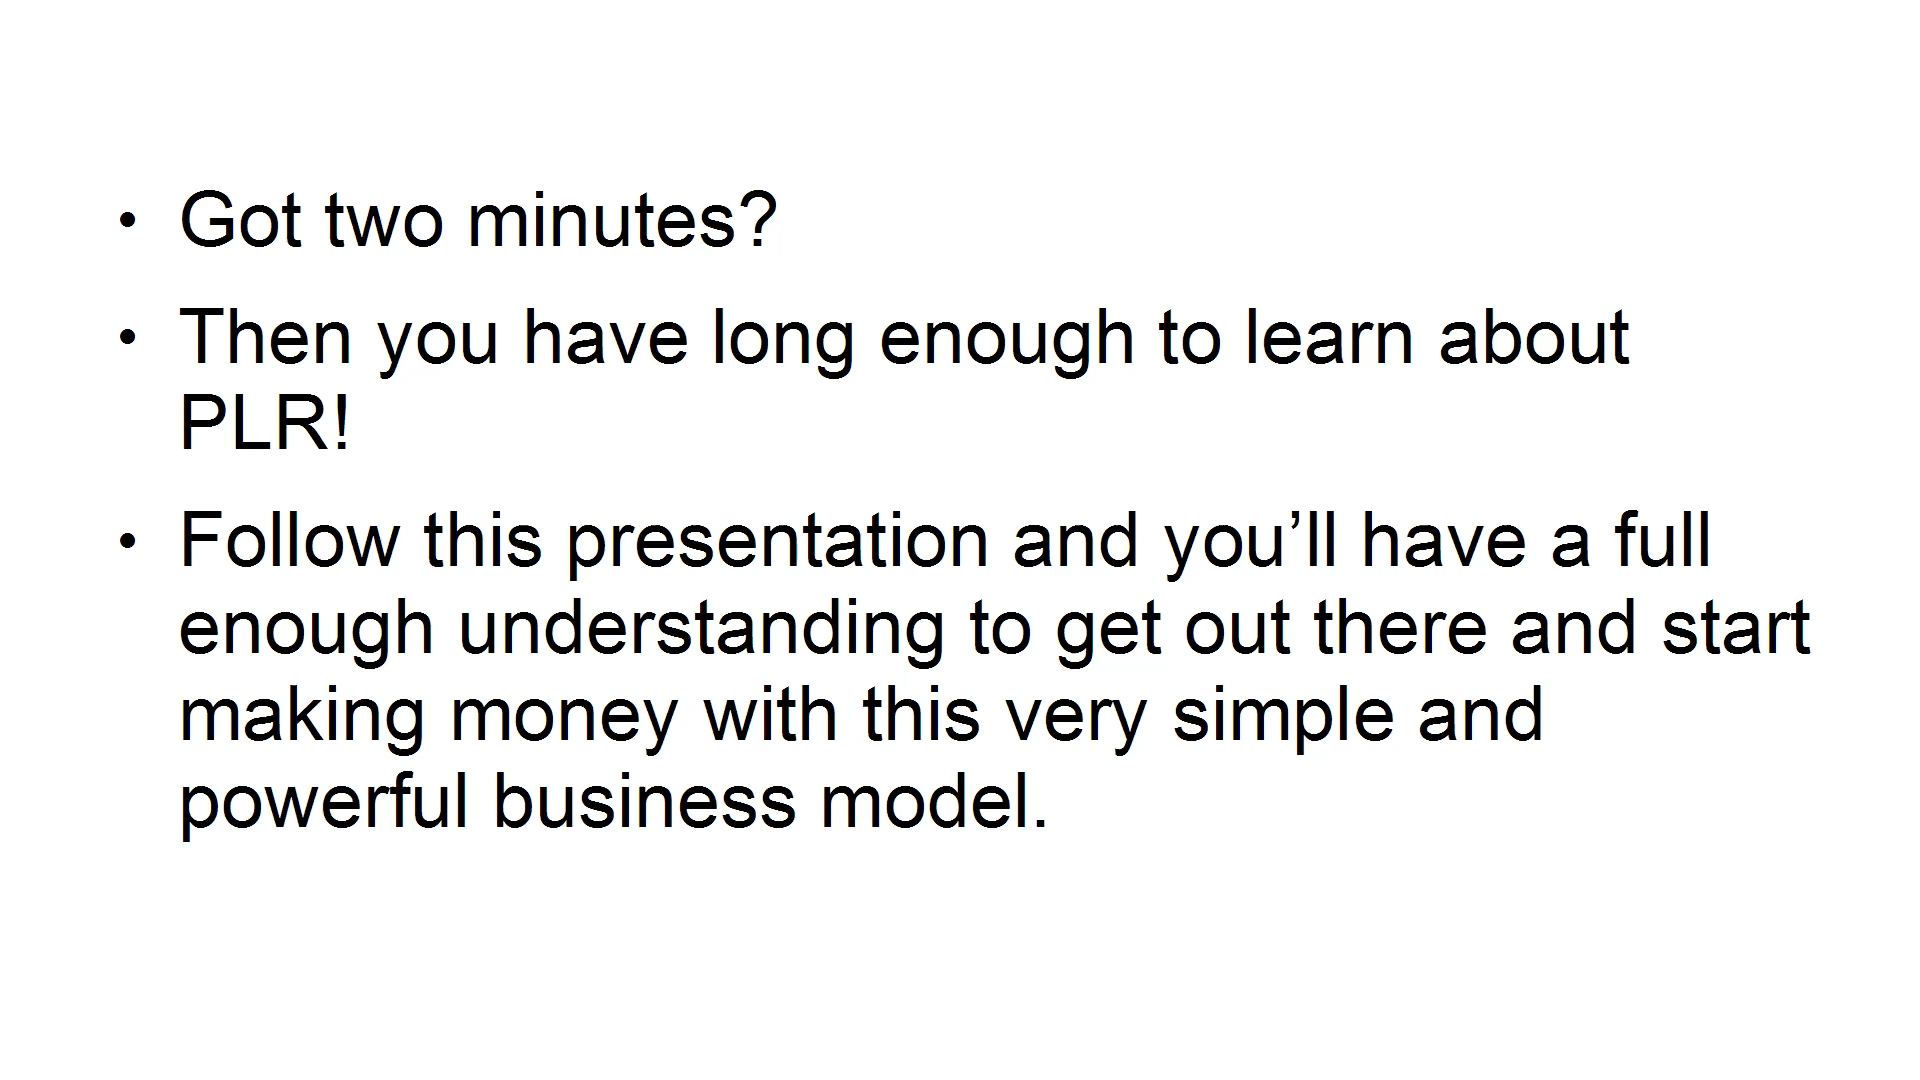 • Got two minutes?
• Then you have long enough to learn about
PLR!
• Follow this presentation and you’ll have a full
enough understanding to get out there and start
making money with this very simple and
powerful business model.